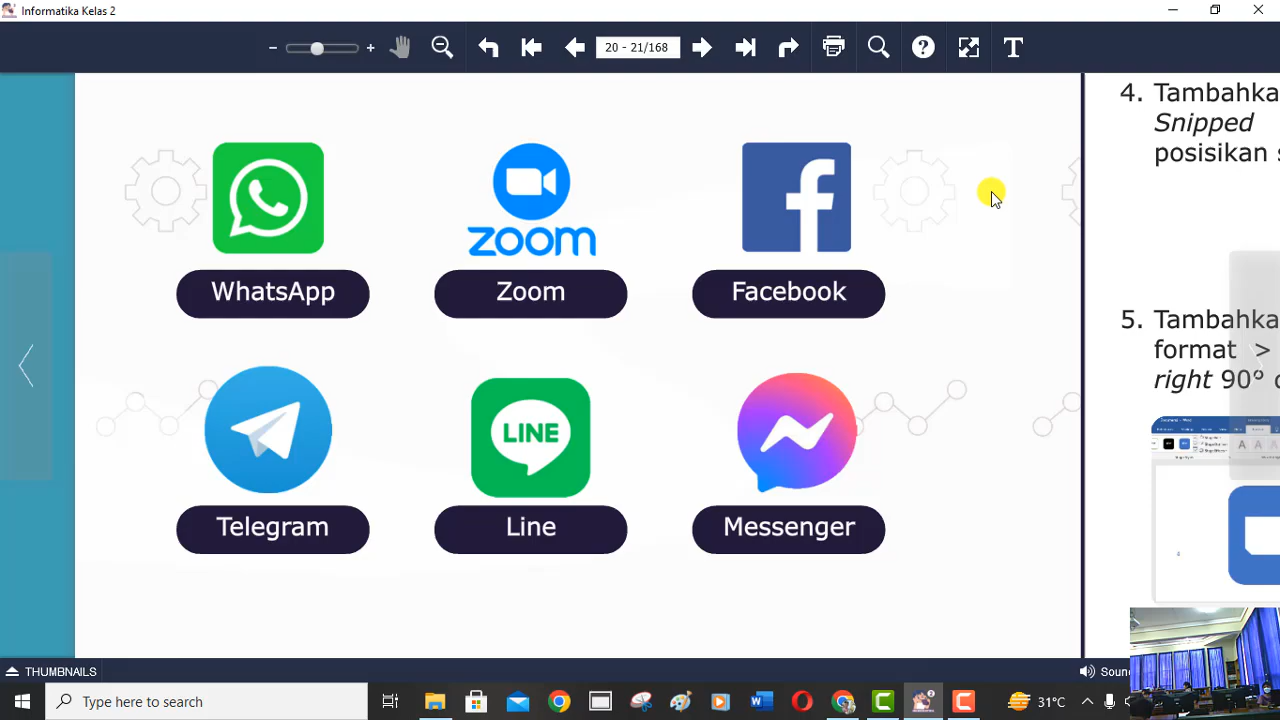 Informatika Kelas 2
20 - 21/168
zoom
WhatsApp
Zoom
Facebook
LINE
Telegram
Line
Messenger
4. Tambahka
Snipped
posisikan s
5. Tambahka
format >
right 90°
THUMBNAILS
Soun
Type here to search
31°C